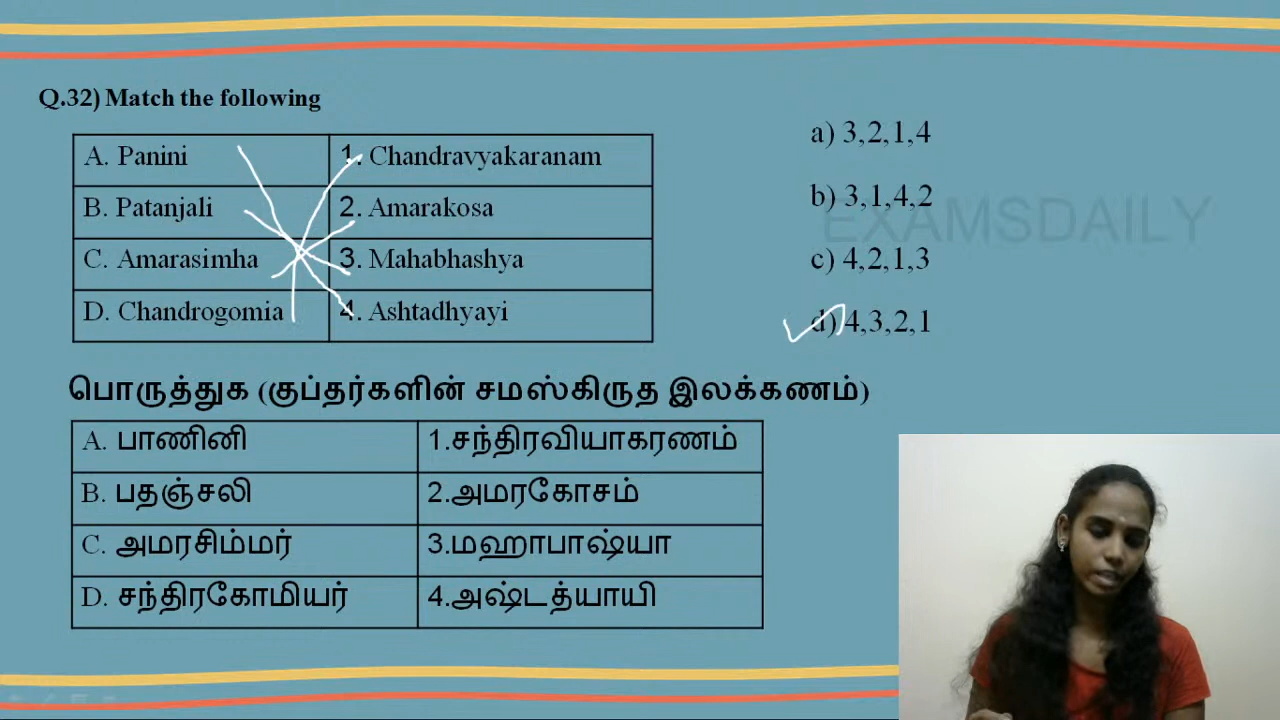 Q.32) Match the following
A. Panini 1. Chandravyakaranam
B. Patanjali 2. Amarakosa
C. Amarasimha 3. Mahabhashya
D. Chandrogomia 4. Ashtadhyayi
a) 3,2,1,4
b) 3,1,4,2
c) 4,2,1,3
d) 4,3,2,1
EXAMSDAILY
பொருத்துக (குப்தர்களின் சமஸ்கிருத இலக்கணம்)
A. பாணினி 1.சந்திரவியாகரணம்
B. பதஞ்சலி 2.அமரகோசம்
C. அமரசிம்மர் 3.மஹாபாஷ்யா
D. சந்திரகோமியர் 4.அஷ்டத்யாயி